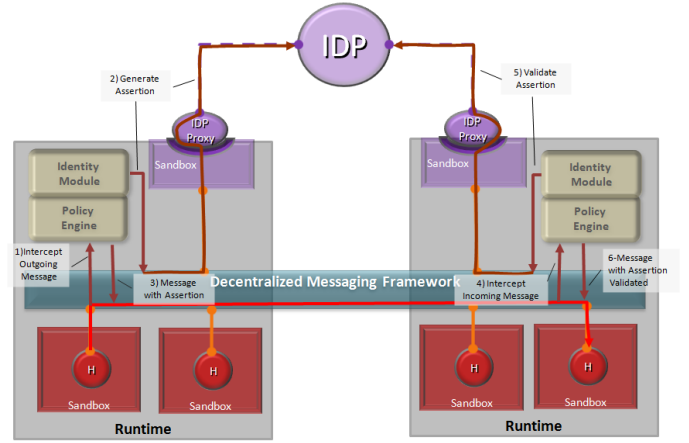 IDP
2) Generate
Assertion
5) Validate
Assertion
IDP
Proxy
IDP
Proxy
Sandbox
Sandbox
Identity
Module
Identity
Module
Policy
Engine
Policy
Engine
1)Intercept
Outgoing
Message
6-Message
with Assertion
Validated
3) Message
with Assertion
Decentralized Messaging Framework
4) Intercept
Incoming Message
H
H
H
H
Sandbox
Sandbox
Sandbox
Sandbox
Runtime
Runtime